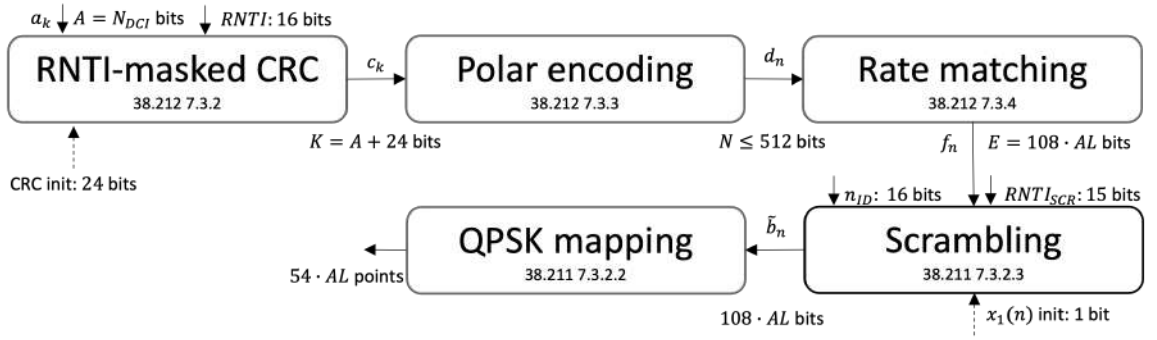 a_k A = N_DCI bits RNTI: 16 bits
RNTI-masked CRC
38.212 7.3.2
c_k
Polar encoding
38.212 7.3.3
d_n
Rate matching
38.212 7.3.4
K = A + 24 bits
N ≤ 512 bits
f_n E = 108 · AL bits
CRC init: 24 bits
n_ID: 16 bits
RNTI_SCR: 15 bits
QPSK mapping
38.211 7.3.2.2
b̃_n
Scrambling
38.211 7.3.2.3
54 · AL points
108 · AL bits
x_1(n) init: 1 bit